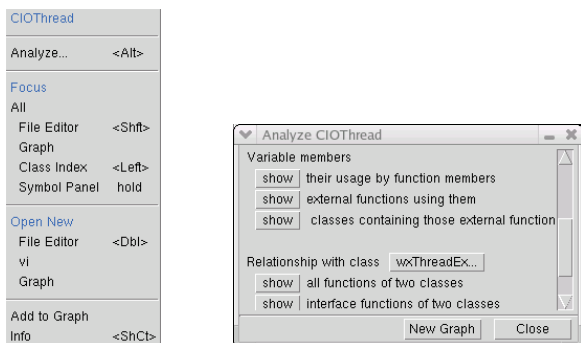 CIOThread
Analyze... <Alt>
Focus
All
File Editor <Shft>
Graph
Class Index <Left>
Symbol Panel hold
Open New
File Editor <Dbl>
vi
Graph
Add to Graph
Info <ShCt>
Analyze CIOThread
Variable members
show their usage by function members
show external functions using them
show classes containing those external function
Relationship with class wxThreadEx...
show all functions of two classes
show interface functions of two classes
New Graph Close